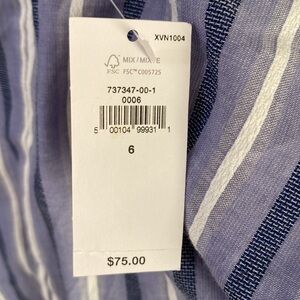 XVN1004
MIX/MIXTE
FSC FSC™ C005725
737347-00-1
0006
5 00104 99931 1
6
$75.00